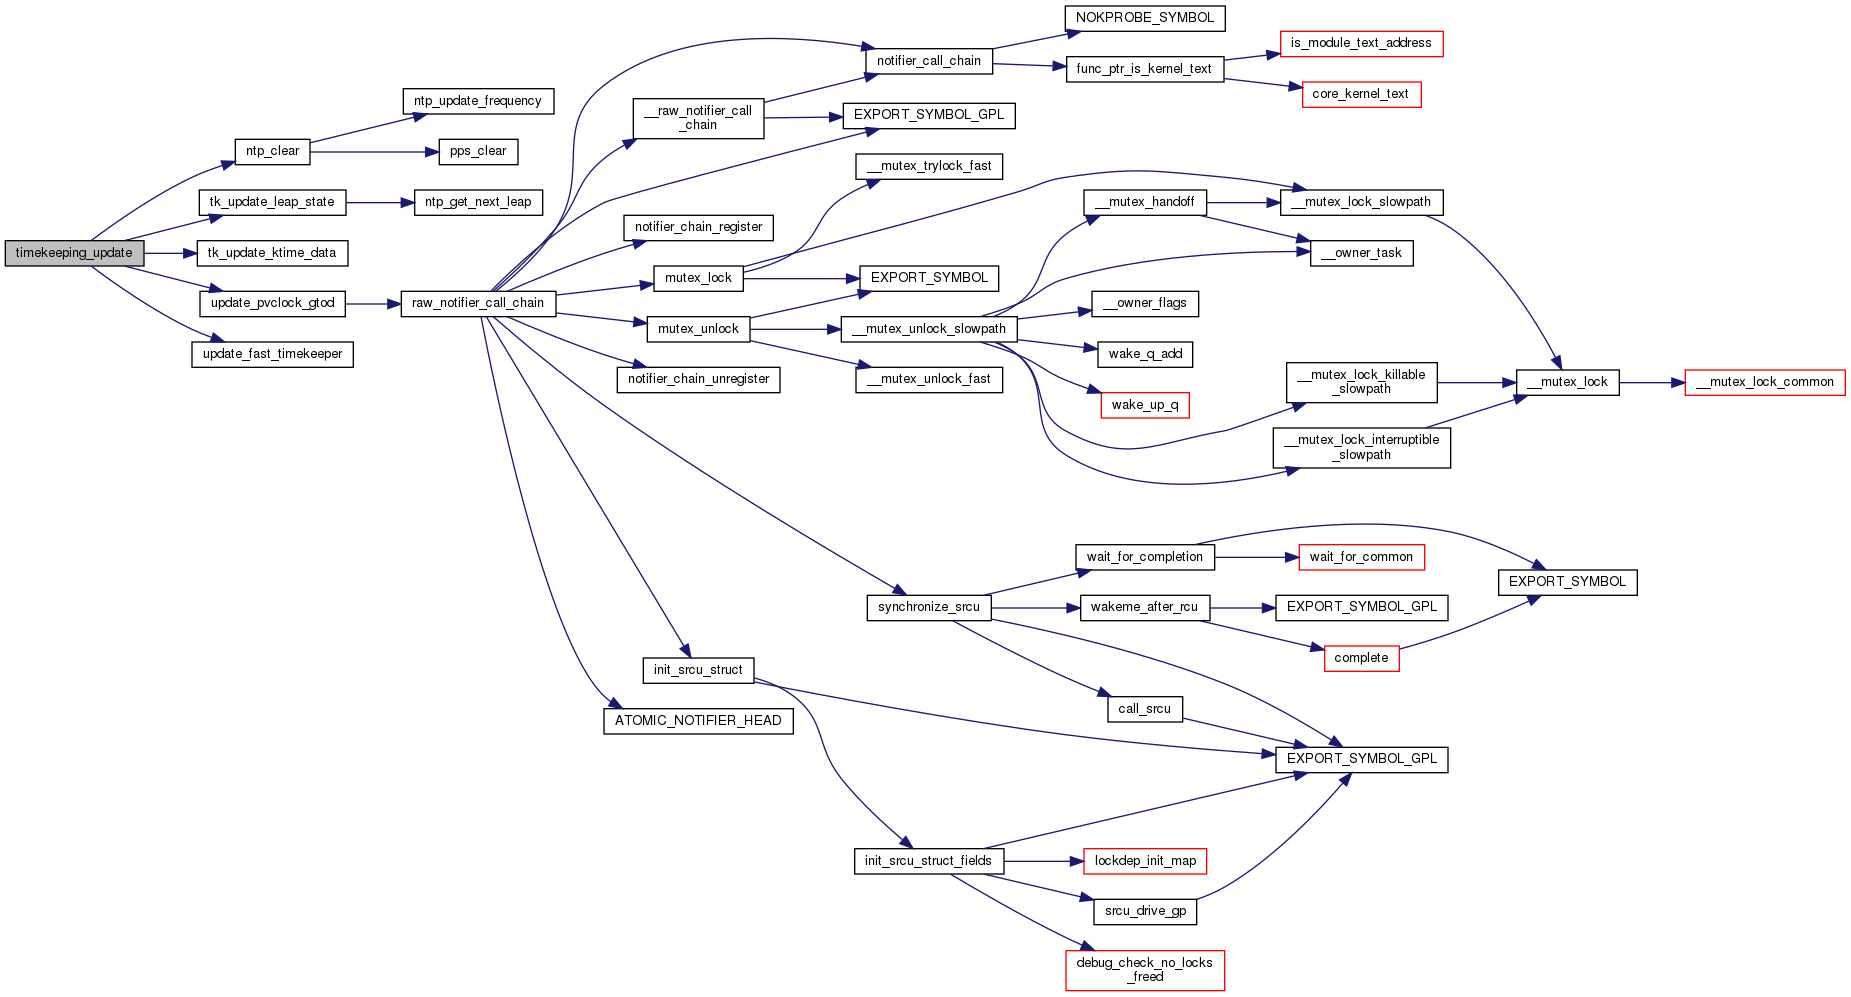 timekeeping_update
ntp_clear
ntp_update_frequency
pps_clear
tk_update_leap_state
ntp_get_next_leap
tk_update_ktime_data
update_pvclock_gtod
update_fast_timekeeper
raw_notifier_call_chain
notifier_call_chain
NOKPROBE_SYMBOL
func_ptr_is_kernel_text
is_module_text_address
core_kernel_text
__raw_notifier_call
_chain
EXPORT_SYMBOL_GPL
notifier_chain_register
mutex_lock
__mutex_trylock_fast
EXPORT_SYMBOL
mutex_unlock
__mutex_unlock_slowpath
__mutex_unlock_fast
notifier_chain_unregister
__mutex_handoff
__mutex_lock_slowpath
__owner_task
__owner_flags
wake_q_add
wake_up_q
__mutex_lock_killable
_slowpath
__mutex_lock_interruptible
_slowpath
__mutex_lock
__mutex_lock_common
synchronize_srcu
wait_for_completion
wait_for_common
EXPORT_SYMBOL
wakeme_after_rcu
EXPORT_SYMBOL_GPL
complete
call_srcu
EXPORT_SYMBOL_GPL
init_srcu_struct
ATOMIC_NOTIFIER_HEAD
init_srcu_struct_fields
lockdep_init_map
srcu_drive_gp
debug_check_no_locks
_freed